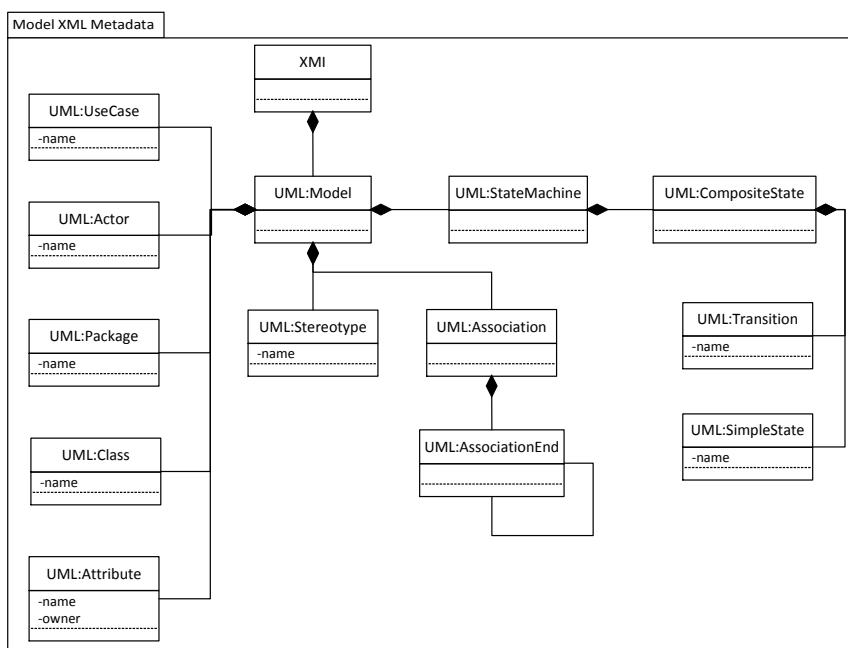 Model XML Metadata
XMI
UML:UseCase
-name
UML:Model
UML:StateMachine
UML:CompositeState
UML:Actor
-name
UML:Stereotype
-name
UML:Association
UML:Transition
-name
UML:Package
-name
UML:AssociationEnd
UML:SimpleState
-name
UML:Class
-name
UML:Attribute
-name
-owner